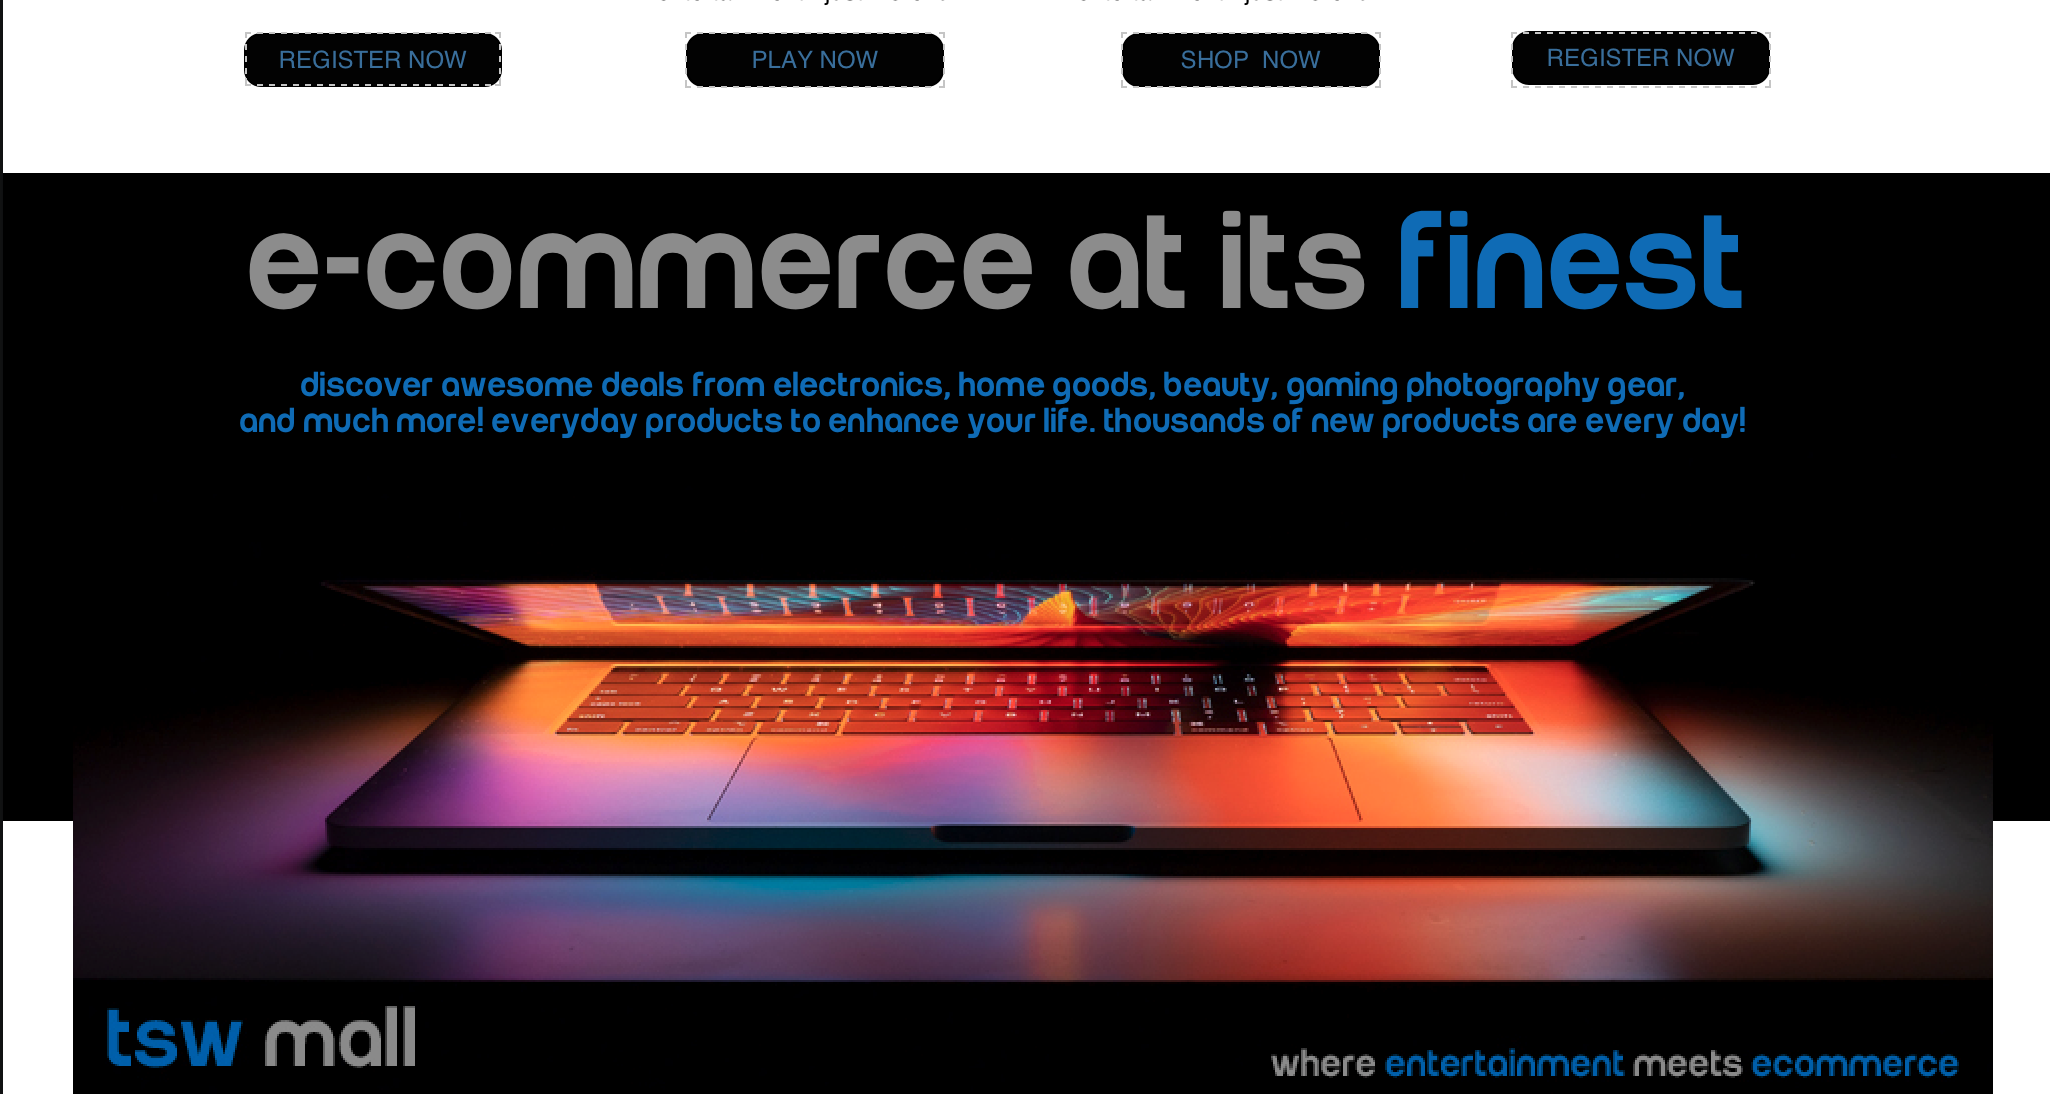 REGISTER NOW
PLAY NOW
SHOP NOW
REGISTER NOW
e-commerce at its finest
discover awesome deals from electronics, home goods, beauty, gaming photography gear,
and much more! everyday products to enhance your life. thousands of new products are every day!
tsw mall
where entertainment meets ecommerce